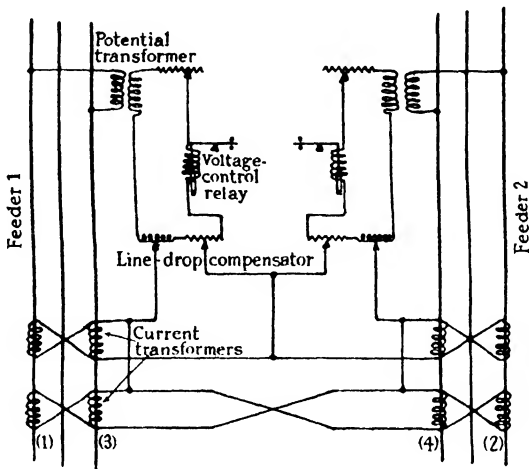 Potential
transformer
Voltage-
control
relay
Feeder 1
Feeder 2
Line-drop compensator
Current
transformers
(1)
(3)
(4)
(2)